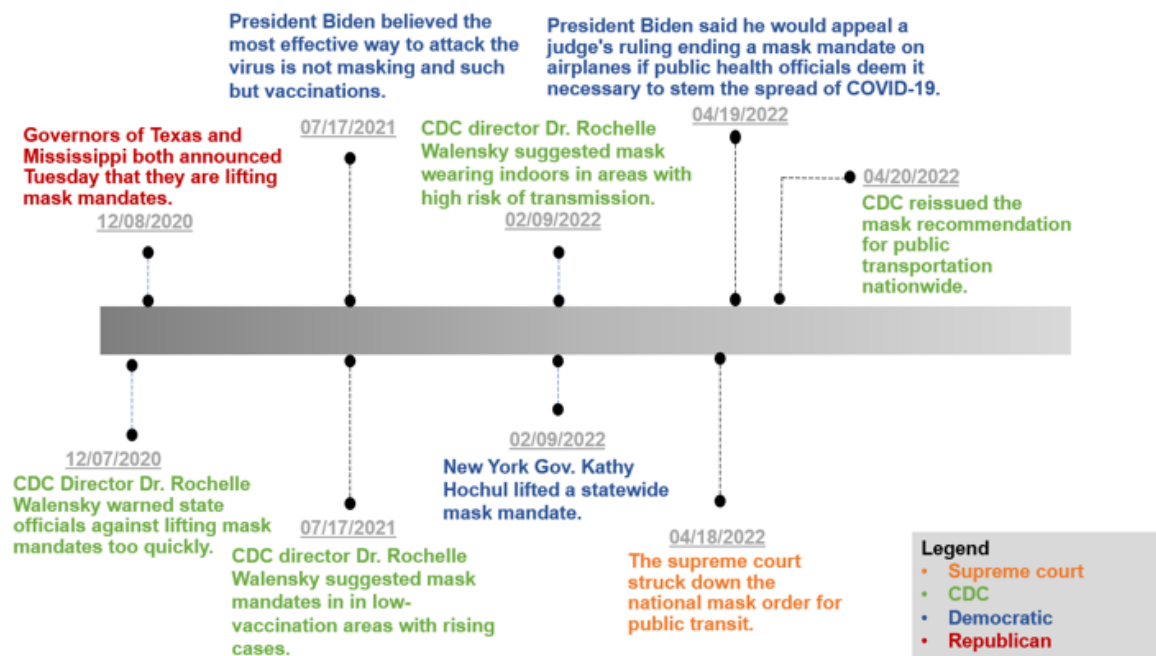 President Biden believed the
most effective way to attack the
virus is not masking and such
but vaccinations.
07/17/2021
President Biden said he would appeal a
judge's ruling ending a mask mandate on
airplanes if public health officials deem it
necessary to stem the spread of COVID-19.
04/19/2022
Governors of Texas and
Mississippi both announced
Tuesday that they are lifting
mask mandates.
12/08/2020
CDC director Dr. Rochelle
Walensky suggested mask
wearing indoors in areas with
high risk of transmission.
02/09/2022
04/20/2022
CDC reissued the
mask recommendation
for public
transportation
nationwide.
12/07/2020
CDC Director Dr. Rochelle
Walensky warned state
officials against lifting mask
mandates too quickly.
07/17/2021
CDC director Dr. Rochelle
Walensky suggested mask
mandates in in low-
vaccination areas with rising
cases.
02/09/2022
New York Gov. Kathy
Hochul lifted a statewide
mask mandate.
04/18/2022
The supreme court
struck down the
national mask order for
public transit.
Legend
• Supreme court
• CDC
• Democratic
• Republican